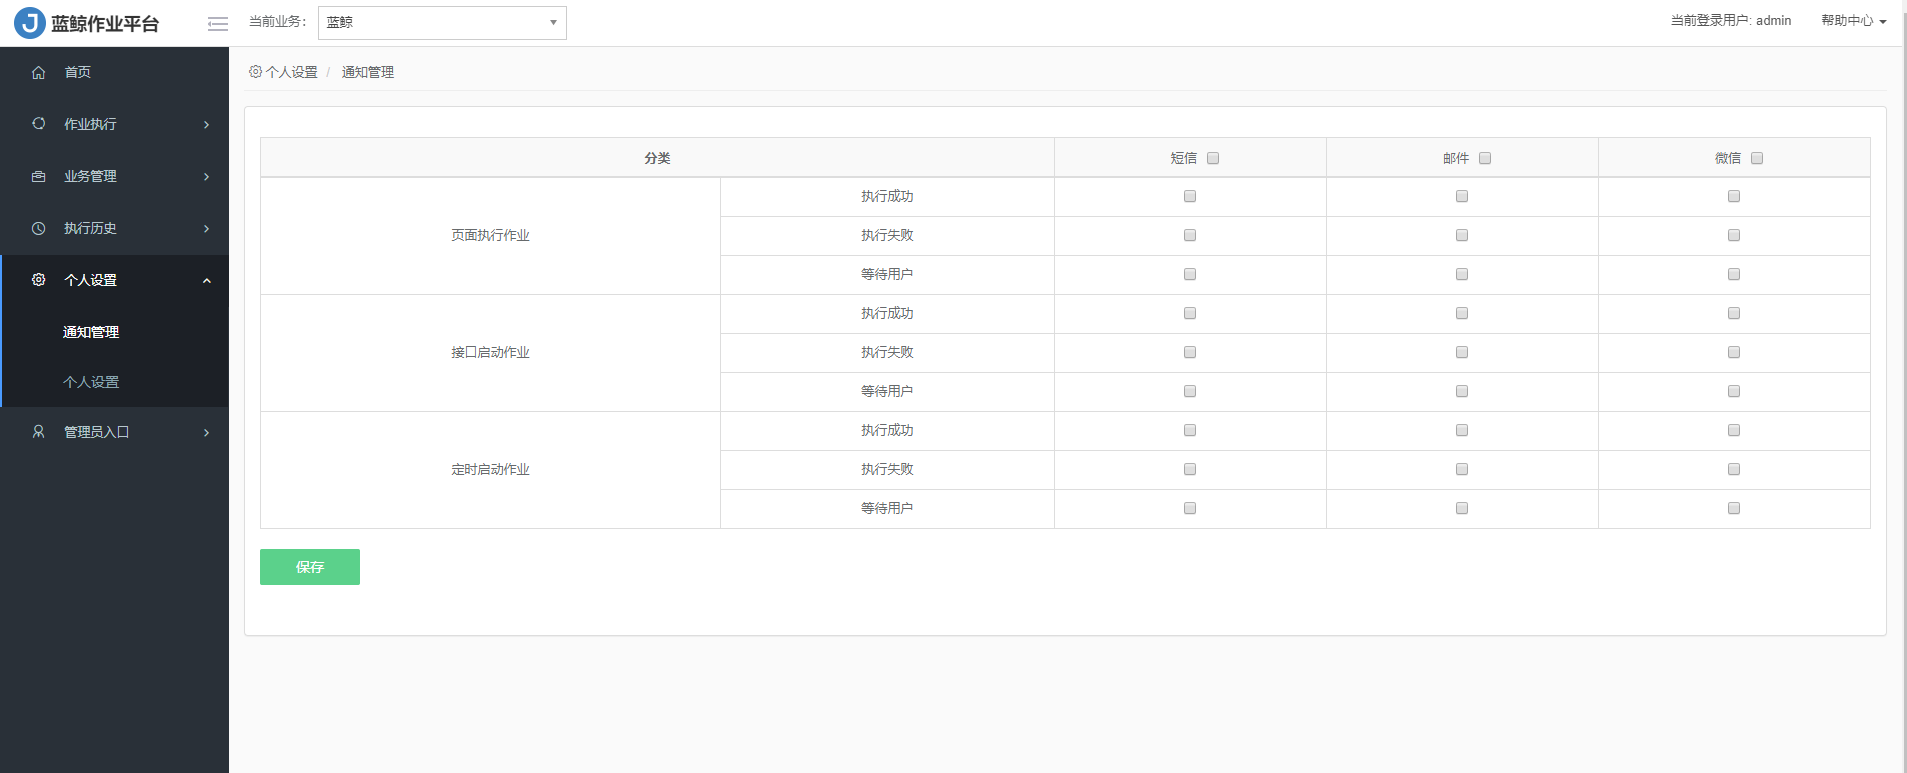 J 蓝鲸作业平台
当前业务: 蓝鲸
当前登录用户: admin 帮助中心
首页
作业执行
业务管理
执行历史
个人设置
通知管理
个人设置
管理员入口
个人设置 / 通知管理
分类 短信 邮件 微信
页面执行作业
执行成功
执行失败
等待用户
接口启动作业
执行成功
执行失败
等待用户
定时启动作业
执行成功
执行失败
等待用户
保存